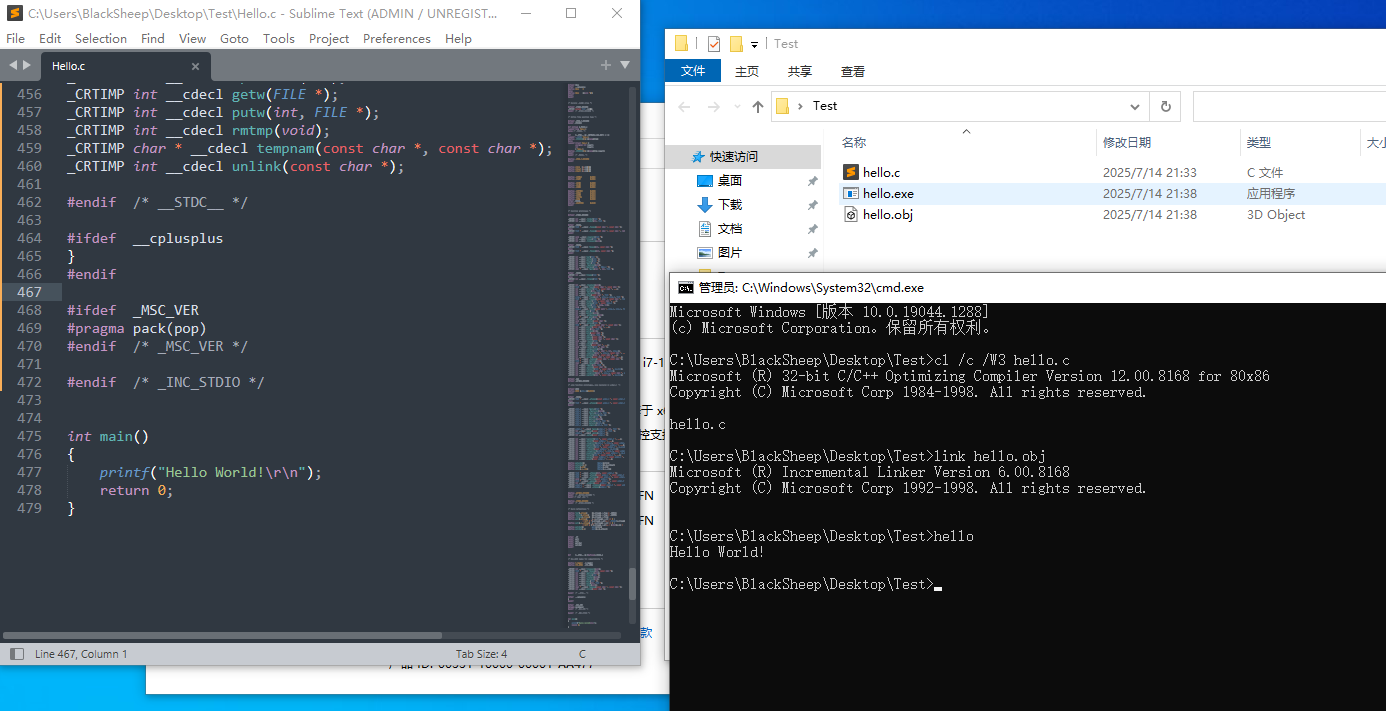 C:\Users\BlackSheep\Desktop\Test\Hello.c - Sublime Text (ADMIN / UNREGIST...
File Edit Selection Find View Goto Tools Project Preferences Help
Hello.c
456 _CRTIMP int __cdecl getw(FILE *);
457 _CRTIMP int __cdecl putw(int, FILE *);
458 _CRTIMP int __cdecl rmtmp(void);
459 _CRTIMP char * __cdecl tempnam(const char *, const char *);
460 _CRTIMP int __cdecl unlink(const char *);
461
462 #endif  /* __STDC__ */
463
464 #ifdef  __cplusplus
465 }
466 #endif
467
468 #ifdef  _MSC_VER
469 #pragma pack(pop)
470 #endif  /* _MSC_VER */
471
472 #endif  /* _INC_STDIO */
473
474
475 int main()
476 {
477     printf("Hello World!\r\n");
478     return 0;
479 }
Line 467, Column 1 Tab Size: 4 C
i7-1
于 x
控支持
FN
FN
款
Test
文件 主页 共享 查看
Test
名称 修改日期 类型 大小
快速访问
桌面
下载
文档
图片
hello.c 2025/7/14 21:33 C 文件
hello.exe 2025/7/14 21:38 应用程序
hello.obj 2025/7/14 21:38 3D Object
管理员: C:\Windows\System32\cmd.exe
Microsoft Windows [版本 10.0.19044.1288]
(c) Microsoft Corporation。保留所有权利。
C:\Users\BlackSheep\Desktop\Test>cl /c /W3 hello.c
Microsoft (R) 32-bit C/C++ Optimizing Compiler Version 12.00.8168 for 80x86
Copyright (C) Microsoft Corp 1984-1998. All rights reserved.
hello.c
C:\Users\BlackSheep\Desktop\Test>link hello.obj
Microsoft (R) Incremental Linker Version 6.00.8168
Copyright (C) Microsoft Corp 1992-1998. All rights reserved.
C:\Users\BlackSheep\Desktop\Test>hello
Hello World!
C:\Users\BlackSheep\Desktop\Test>